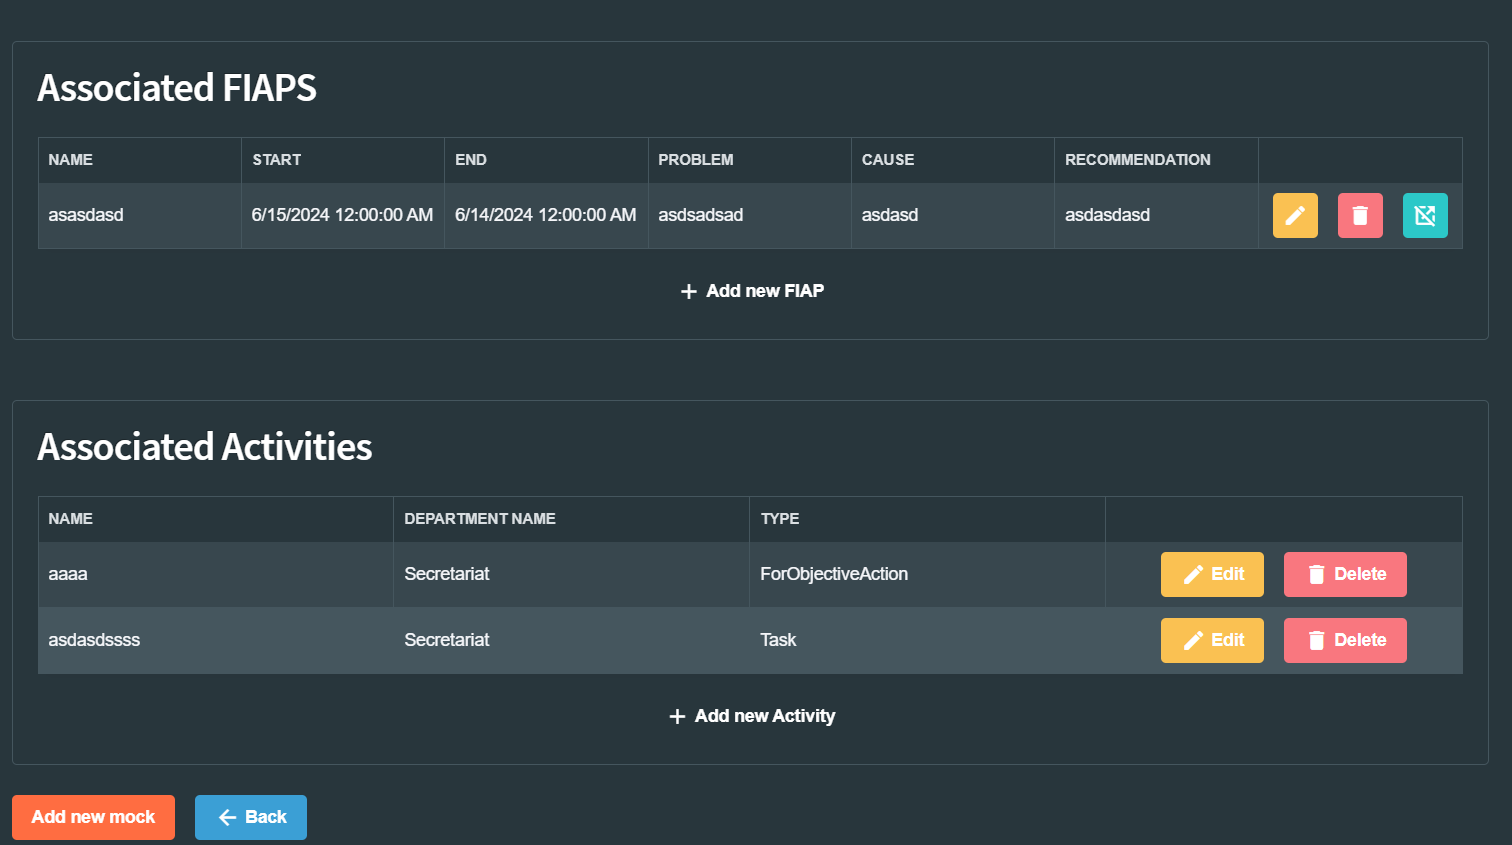 Associated FIAPS
NAME START END PROBLEM CAUSE RECOMMENDATION
asasdasd 6/15/2024 12:00:00 AM 6/14/2024 12:00:00 AM asdsadsad asdasd asdasdasd
Add new FIAP
Associated Activities
NAME DEPARTMENT NAME TYPE
aaaa Secretariat ForObjectiveAction Edit Delete
asdasdssss Secretariat Task Edit Delete
Add new Activity
Add new mock Back